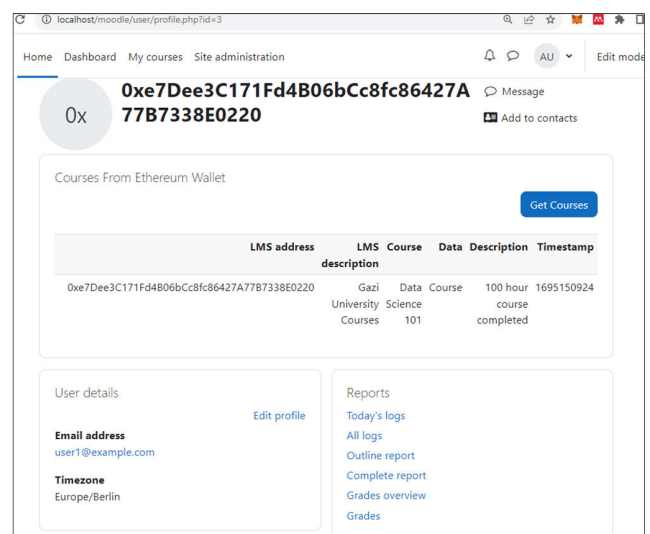 localhost/moodle/user/profile.php?id=3
Home Dashboard My courses Site administration AU Edit mode
0x
0xe7Dee3C171Fd4B06bCc8fc86427A
77B7338E0220
Message
Add to contacts
Courses From Ethereum Wallet
Get Courses
LMS address LMS Course Data Description Timestamp
description
0xe7Dee3C171Fd4B06bCc8fc86427A77B7338E0220 Gazi Data Course 100 hour 1695150924
University Science course
Courses 101 completed
User details
Edit profile
Email address
user1@example.com
Timezone
Europe/Berlin
Reports
Today's logs
All logs
Outline report
Complete report
Grades overview
Grades